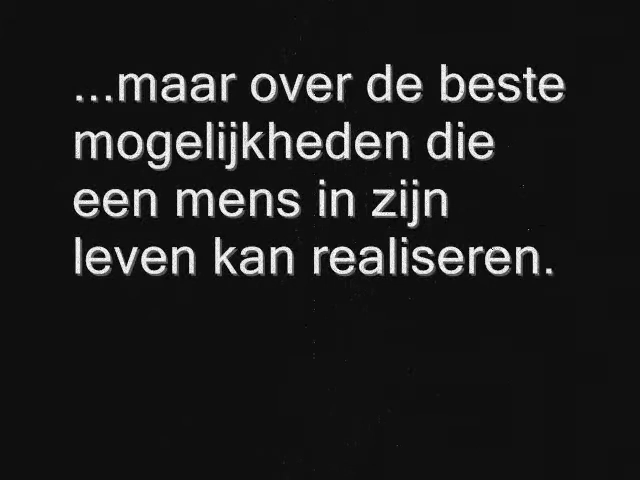 ...maar over de beste
mogelijkheden die
een mens in zijn
leven kan realiseren.